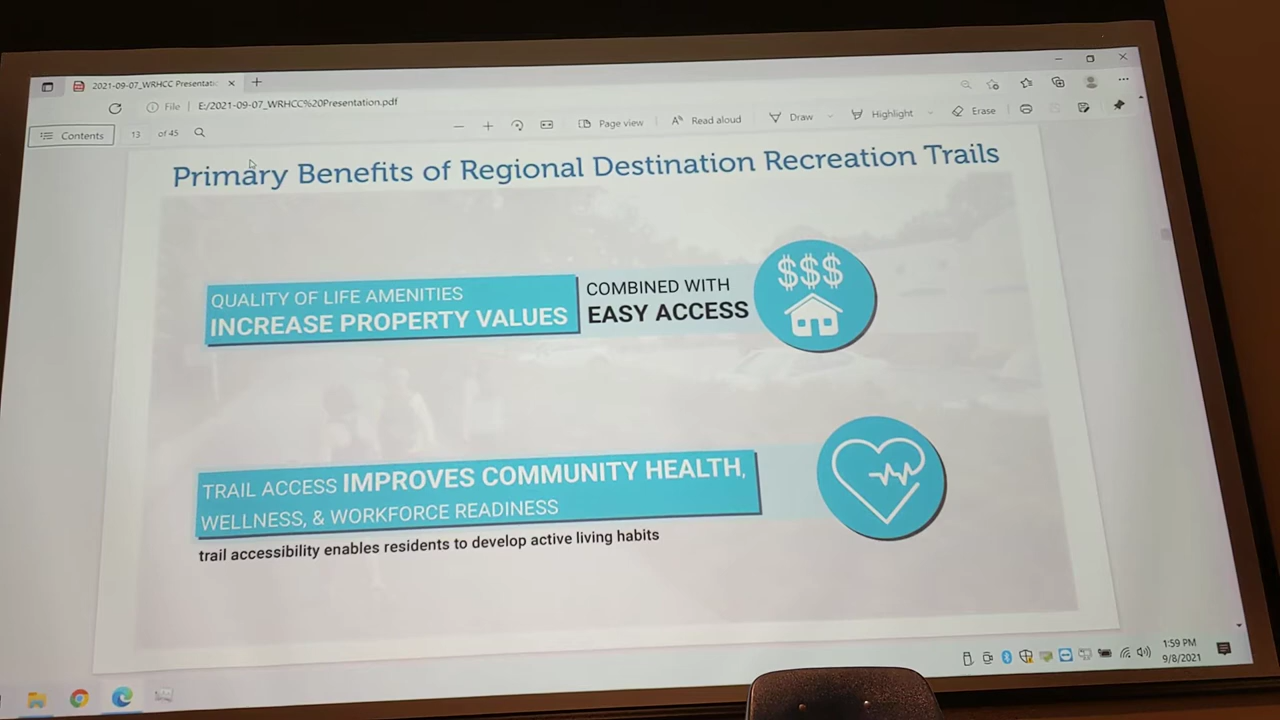 2021-09-07_WRHCC Presentati
File
E:/2021-09-07_WRHCC%20Presentation.pdf
Contents
13 of 45
Page view
Read aloud
Draw
Highlight
Erase
Primary Benefits of Regional Destination Recreation Trails
QUALITY OF LIFE AMENITIES
INCREASE PROPERTY VALUES
COMBINED WITH
EASY ACCESS
$$$
TRAIL ACCESS IMPROVES COMMUNITY HEALTH,
WELLNESS, & WORKFORCE READINESS
trail accessibility enables residents to develop active living habits
1:59 PM
9/8/2021